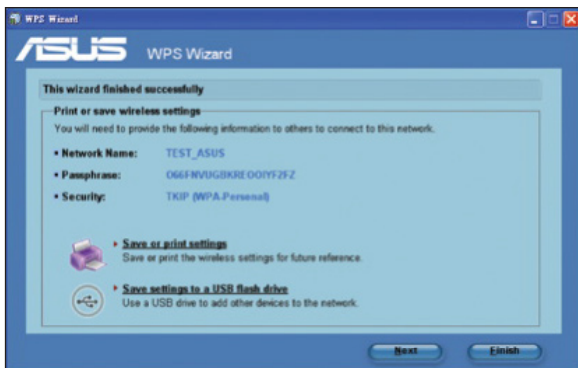 WPS Wizard
ASUS WPS Wizard
This wizard finished successfully
Print or save wireless settings
You will need to provide the following information to others to connect to this network.
• Network Name: TEST_ASUS
• Passphrase:
• Security: TKIP (WPA-Personal)
Save or print settings
Save or print the wireless settings for future reference.
Save settings to a USB flash drive
Use a USB drive to add other devices to the network.
Next Finish